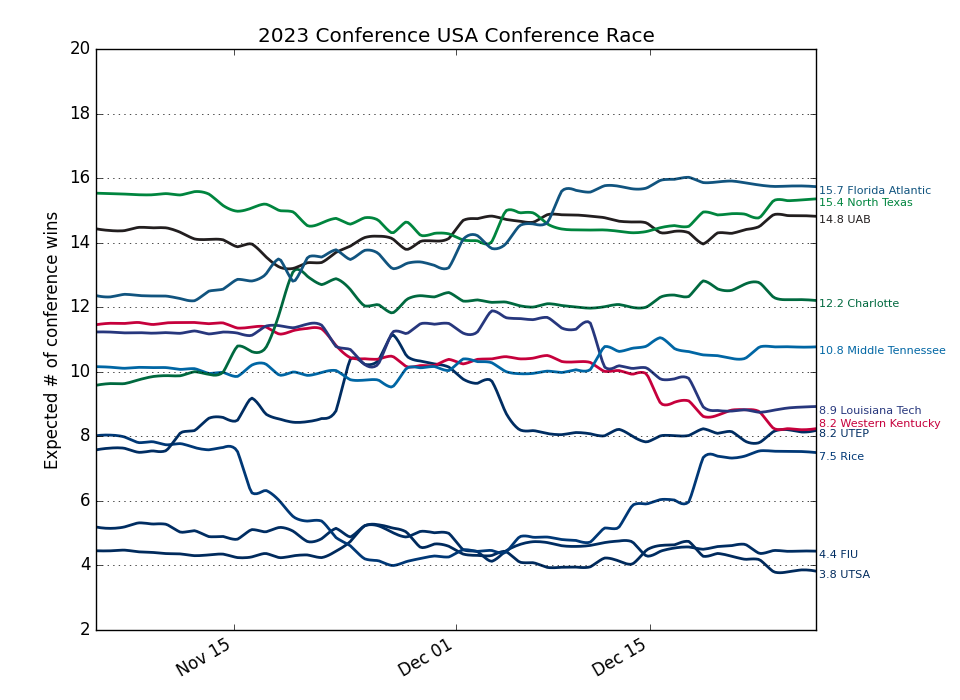 2023 Conference USA Conference Race
Expected # of conference wins
20
18
16
14
12
10
8
6
4
2
Nov 15
Dec 01
Dec 15
15.7 Florida Atlantic
15.4 North Texas
14.8 UAB
12.2 Charlotte
10.8 Middle Tennessee
8.9 Louisiana Tech
8.2 Western Kentucky
8.2 UTEP
7.5 Rice
4.4 FIU
3.8 UTSA